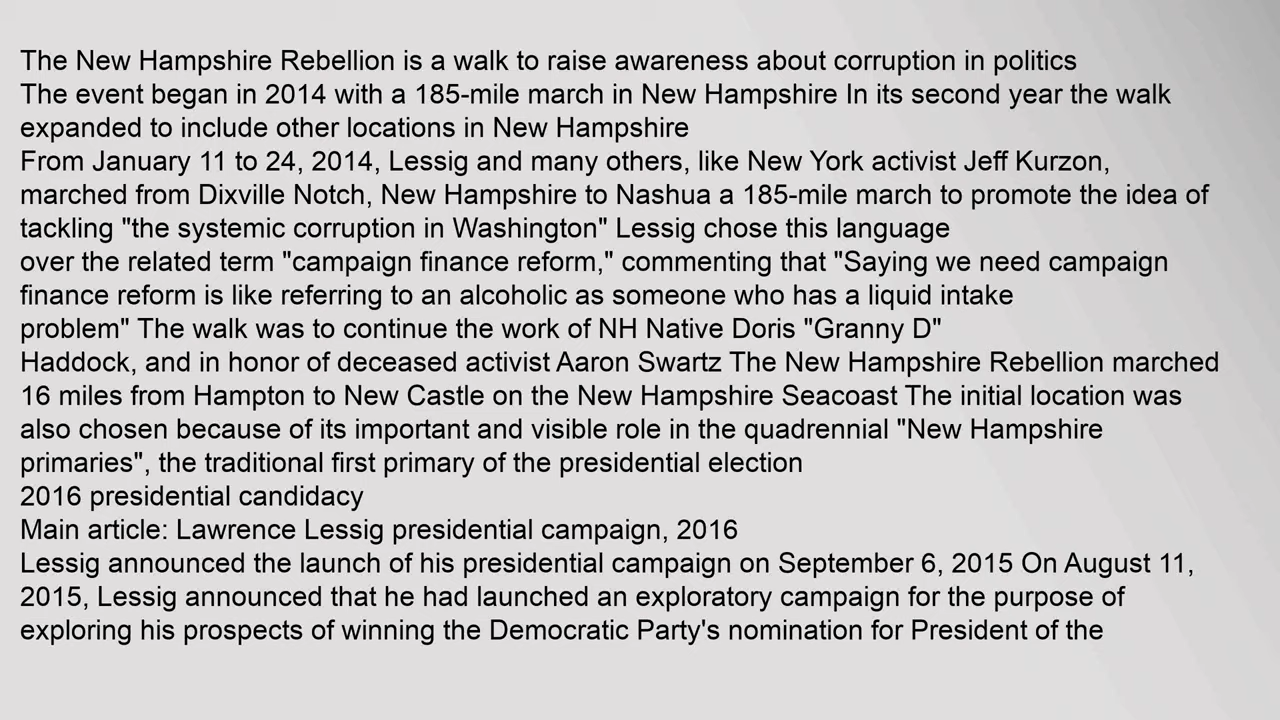 The New Hampshire Rebellion is a walk to raise awareness about corruption in politics
The event began in 2014 with a 185-mile march in New Hampshire In its second year the walk
expanded to include other locations in New Hampshire
From January 11 to 24, 2014, Lessig and many others, like New York activist Jeff Kurzon,
marched from Dixville Notch, New Hampshire to Nashua a 185-mile march to promote the idea of
tackling "the systemic corruption in Washington" Lessig chose this language
over the related term "campaign finance reform," commenting that "Saying we need campaign
finance reform is like referring to an alcoholic as someone who has a liquid intake
problem" The walk was to continue the work of NH Native Doris "Granny D"
Haddock, and in honor of deceased activist Aaron Swartz The New Hampshire Rebellion marched
16 miles from Hampton to New Castle on the New Hampshire Seacoast The initial location was
also chosen because of its important and visible role in the quadrennial "New Hampshire
primaries", the traditional first primary of the presidential election
2016 presidential candidacy
Main article: Lawrence Lessig presidential campaign, 2016
Lessig announced the launch of his presidential campaign on September 6, 2015 On August 11,
2015, Lessig announced that he had launched an exploratory campaign for the purpose of
exploring his prospects of winning the Democratic Party's nomination for President of the